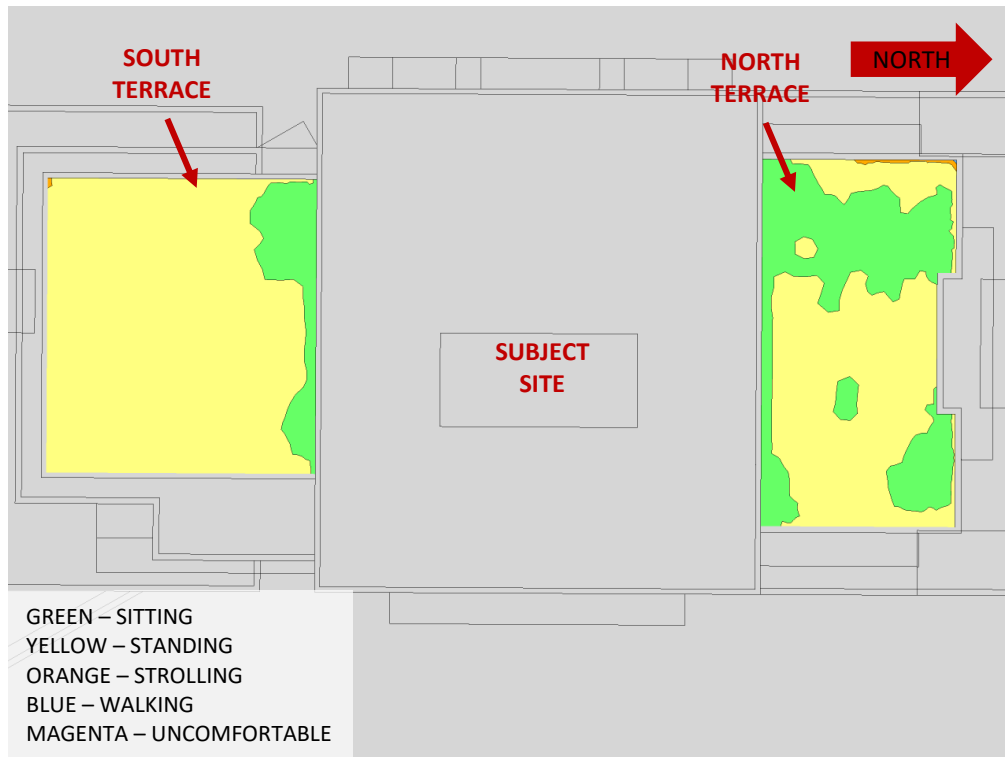 SOUTH
TERRACE
NORTH
TERRACE
NORTH
SUBJECT
SITE
GREEN – SITTING
YELLOW – STANDING
ORANGE – STROLLING
BLUE – WALKING
MAGENTA – UNCOMFORTABLE